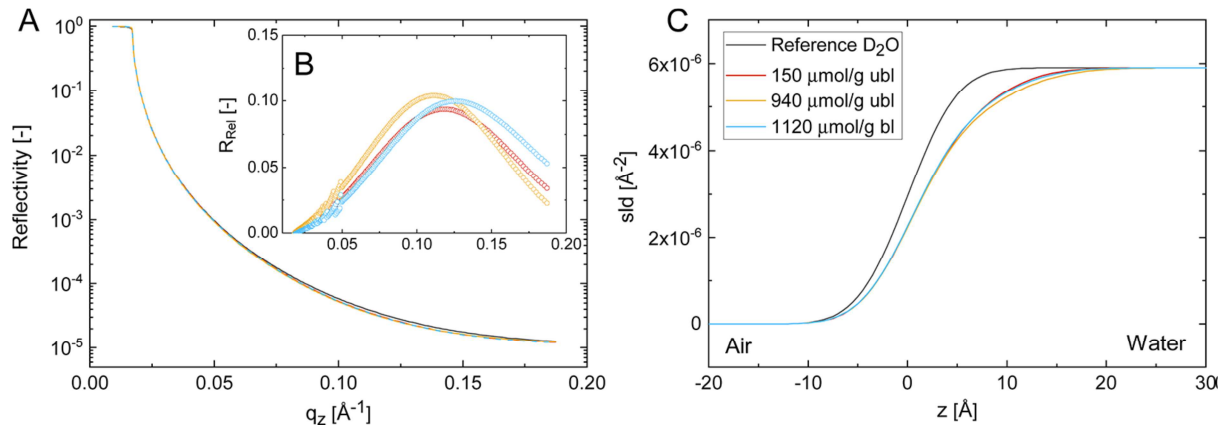 A
Reflectivity [-]
10⁰
10⁻¹
10⁻²
10⁻³
10⁻⁴
10⁻⁵
0.00 0.05 0.10 0.15 0.20
q_z [Å⁻¹]
B
R_Rel [-]
0.15
0.10
0.05
0.00
0.05 0.10 0.15 0.20
C
sld [Å⁻²]
6x10⁻⁶
4x10⁻⁶
2x10⁻⁶
0
Reference D₂O
150 μmol/g ubl
940 μmol/g ubl
1120 μmol/g bl
Air
Water
-20 -10 0 10 20 30
z [Å]